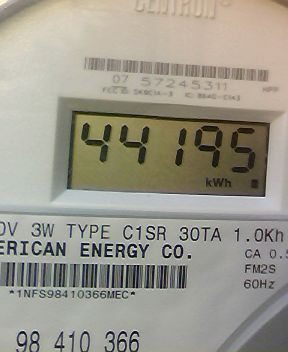 CENTRON®
07 57245311
44195
kWh
0V 3W TYPE C1SR 30TA 1.0Kh
ERICAN ENERGY CO.
CA 0.5
FM2S
60Hz
*1NFS98410366MEC*
98 410 366